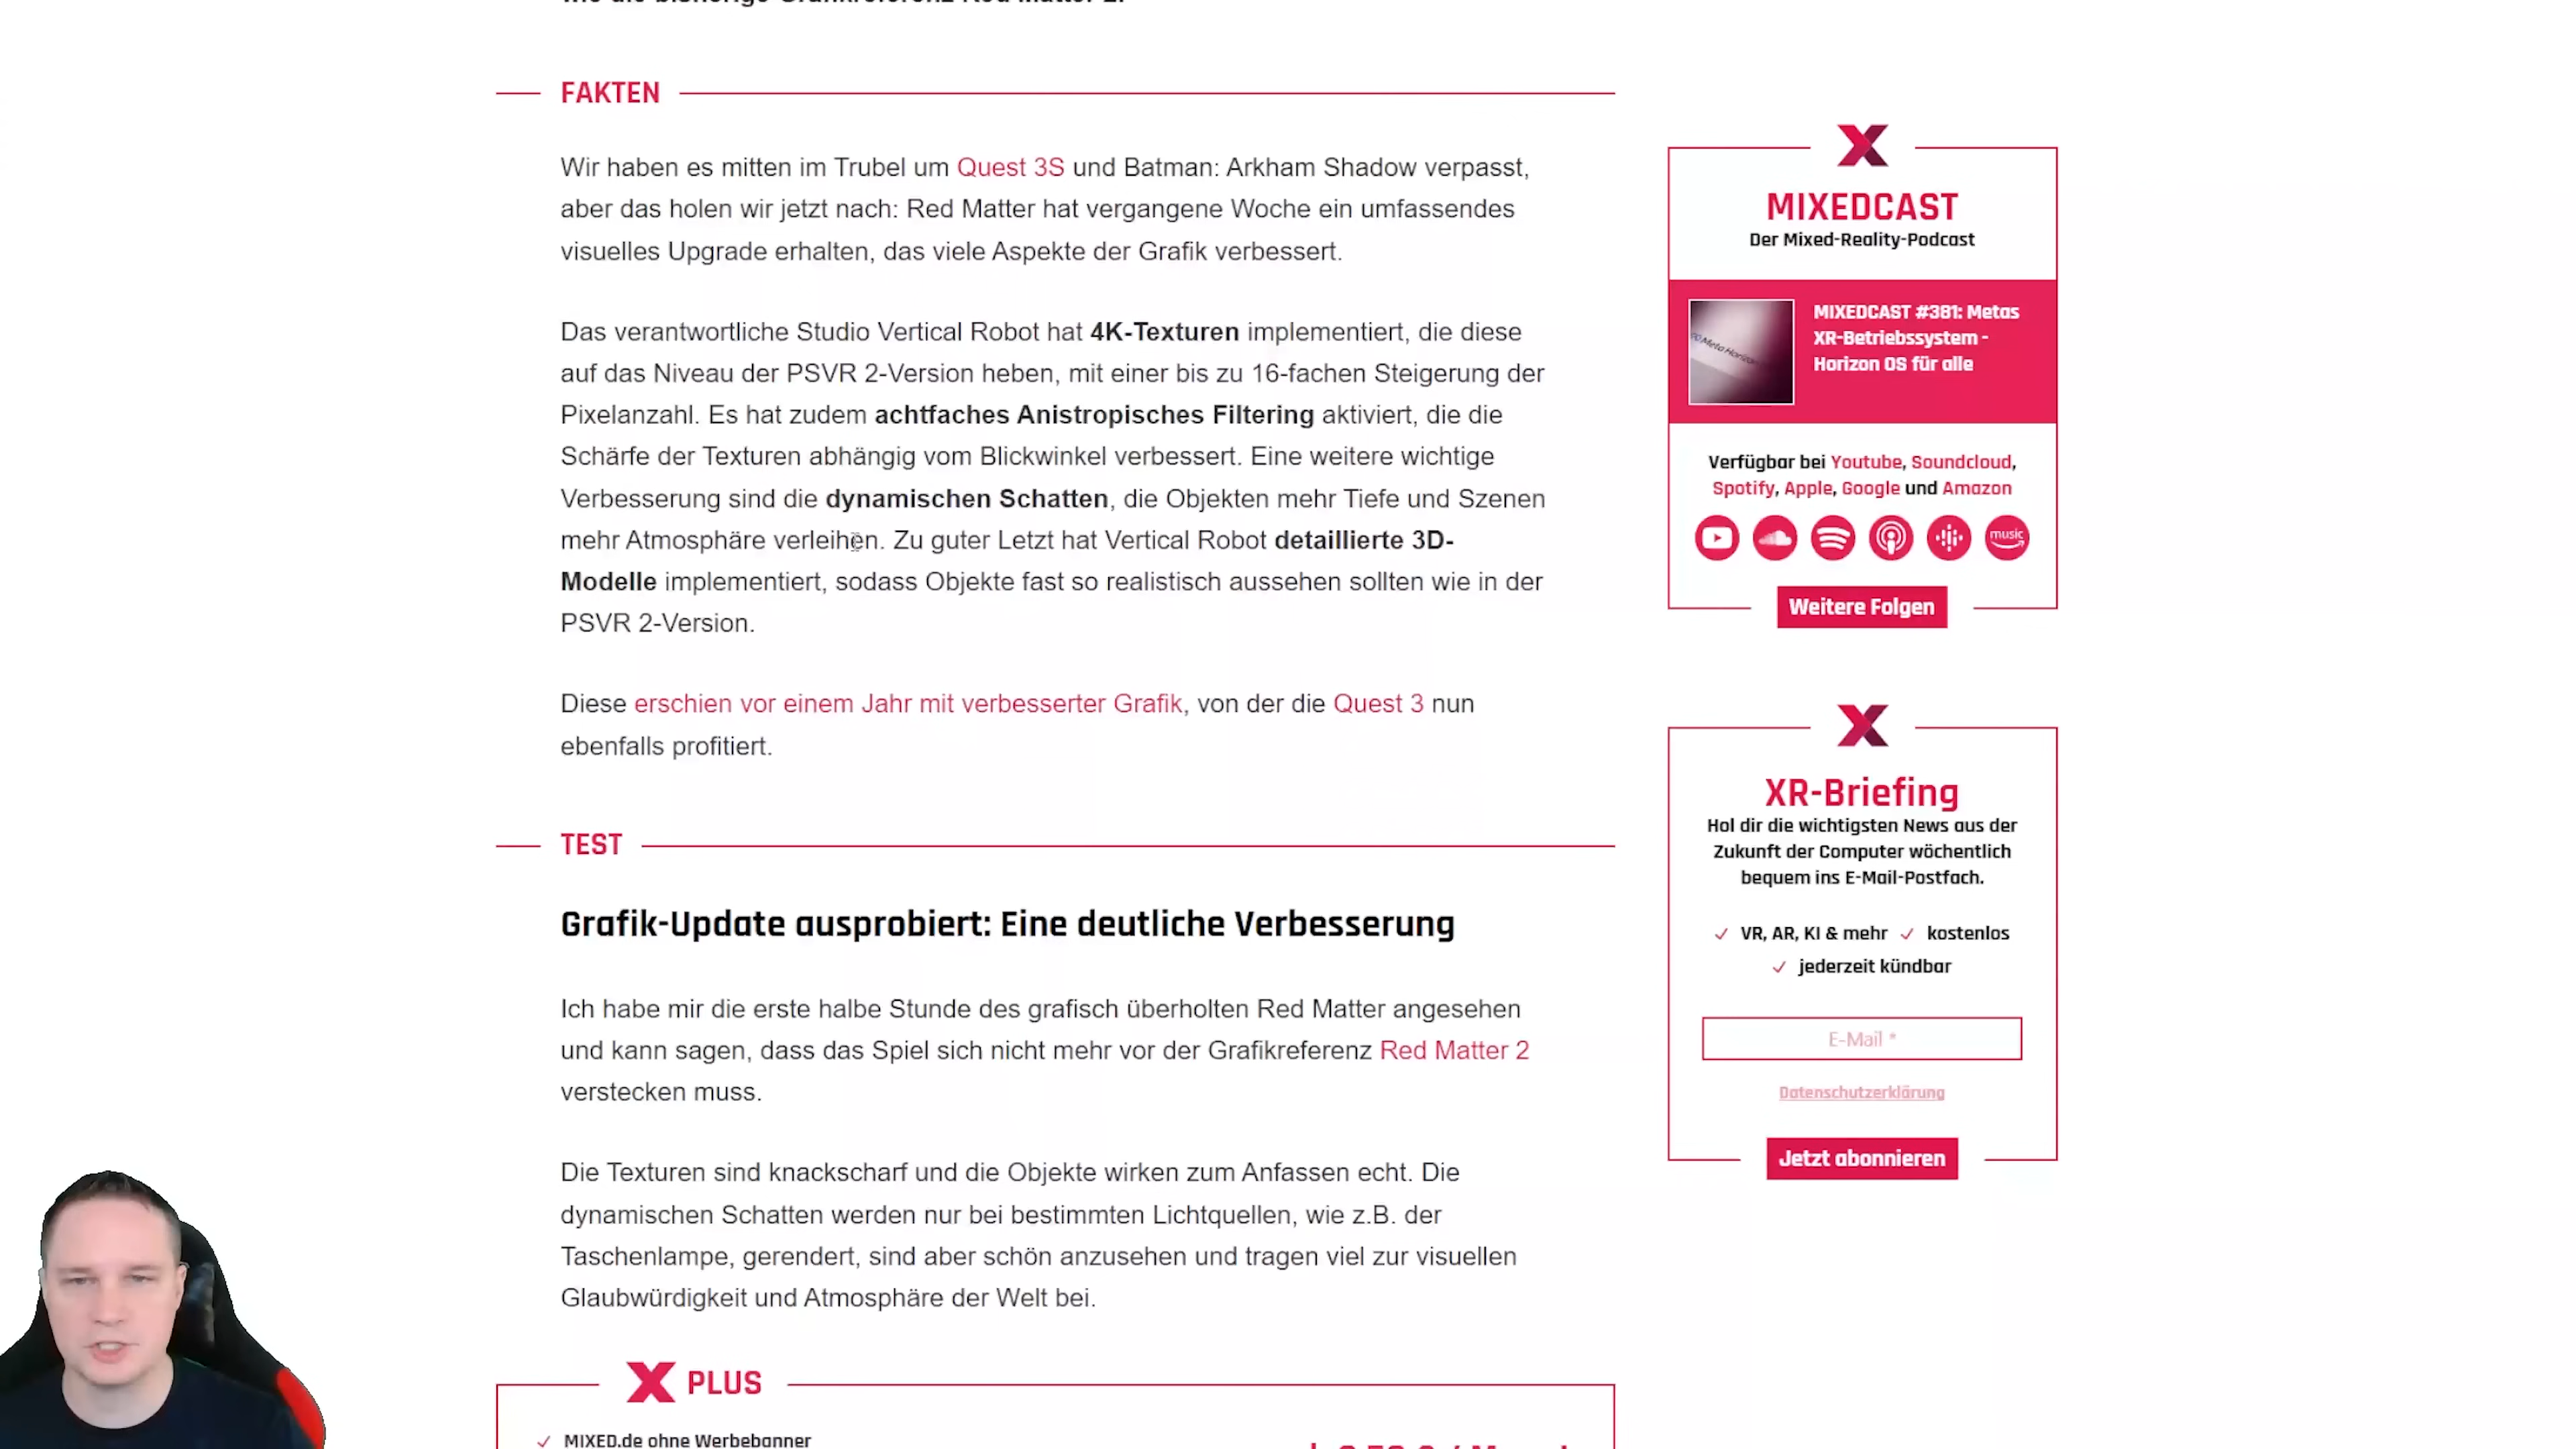 wie die bisherige Grafikreferenz Red Matter 2.
FAKTEN
Wir haben es mitten im Trubel um Quest 3S und Batman: Arkham Shadow verpasst,
aber das holen wir jetzt nach: Red Matter hat vergangene Woche ein umfassendes
visuelles Upgrade erhalten, das viele Aspekte der Grafik verbessert.
Das verantwortliche Studio Vertical Robot hat 4K-Texturen implementiert, die diese
auf das Niveau der PSVR 2-Version heben, mit einer bis zu 16-fachen Steigerung der
Pixelanzahl. Es hat zudem achtfaches Anistropisches Filtering aktiviert, die die
Schärfe der Texturen abhängig vom Blickwinkel verbessert. Eine weitere wichtige
Verbesserung sind die dynamischen Schatten, die Objekten mehr Tiefe und Szenen
mehr Atmosphäre verleihen. Zu guter Letzt hat Vertical Robot detaillierte 3D-
Modelle implementiert, sodass Objekte fast so realistisch aussehen sollten wie in der
PSVR 2-Version.
Diese erschien vor einem Jahr mit verbesserter Grafik, von der die Quest 3 nun
ebenfalls profitiert.
TEST
Grafik-Update ausprobiert: Eine deutliche Verbesserung
Ich habe mir die erste halbe Stunde des grafisch überholten Red Matter angesehen
und kann sagen, dass das Spiel sich nicht mehr vor der Grafikreferenz Red Matter 2
verstecken muss.
Die Texturen sind knackscharf und die Objekte wirken zum Anfassen echt. Die
dynamischen Schatten werden nur bei bestimmten Lichtquellen, wie z.B. der
Taschenlampe, gerendert, sind aber schön anzusehen und tragen viel zur visuellen
Glaubwürdigkeit und Atmosphäre der Welt bei.
X PLUS
MIXED.de ohne Werbebanner
MIXEDCAST
Der Mixed-Reality-Podcast
Meta Horizon
MIXEDCAST #381: Metas
XR-Betriebssystem -
Horizon OS für alle
Verfügbar bei Youtube, Soundcloud,
Spotify, Apple, Google und Amazon
music
Weitere Folgen
XR-Briefing
Hol dir die wichtigsten News aus der
Zukunft der Computer wöchentlich
bequem ins E-Mail-Postfach.
VR, AR, KI & mehr kostenlos
jederzeit kündbar
E-Mail *
Datenschutzerklärung
Jetzt abonnieren